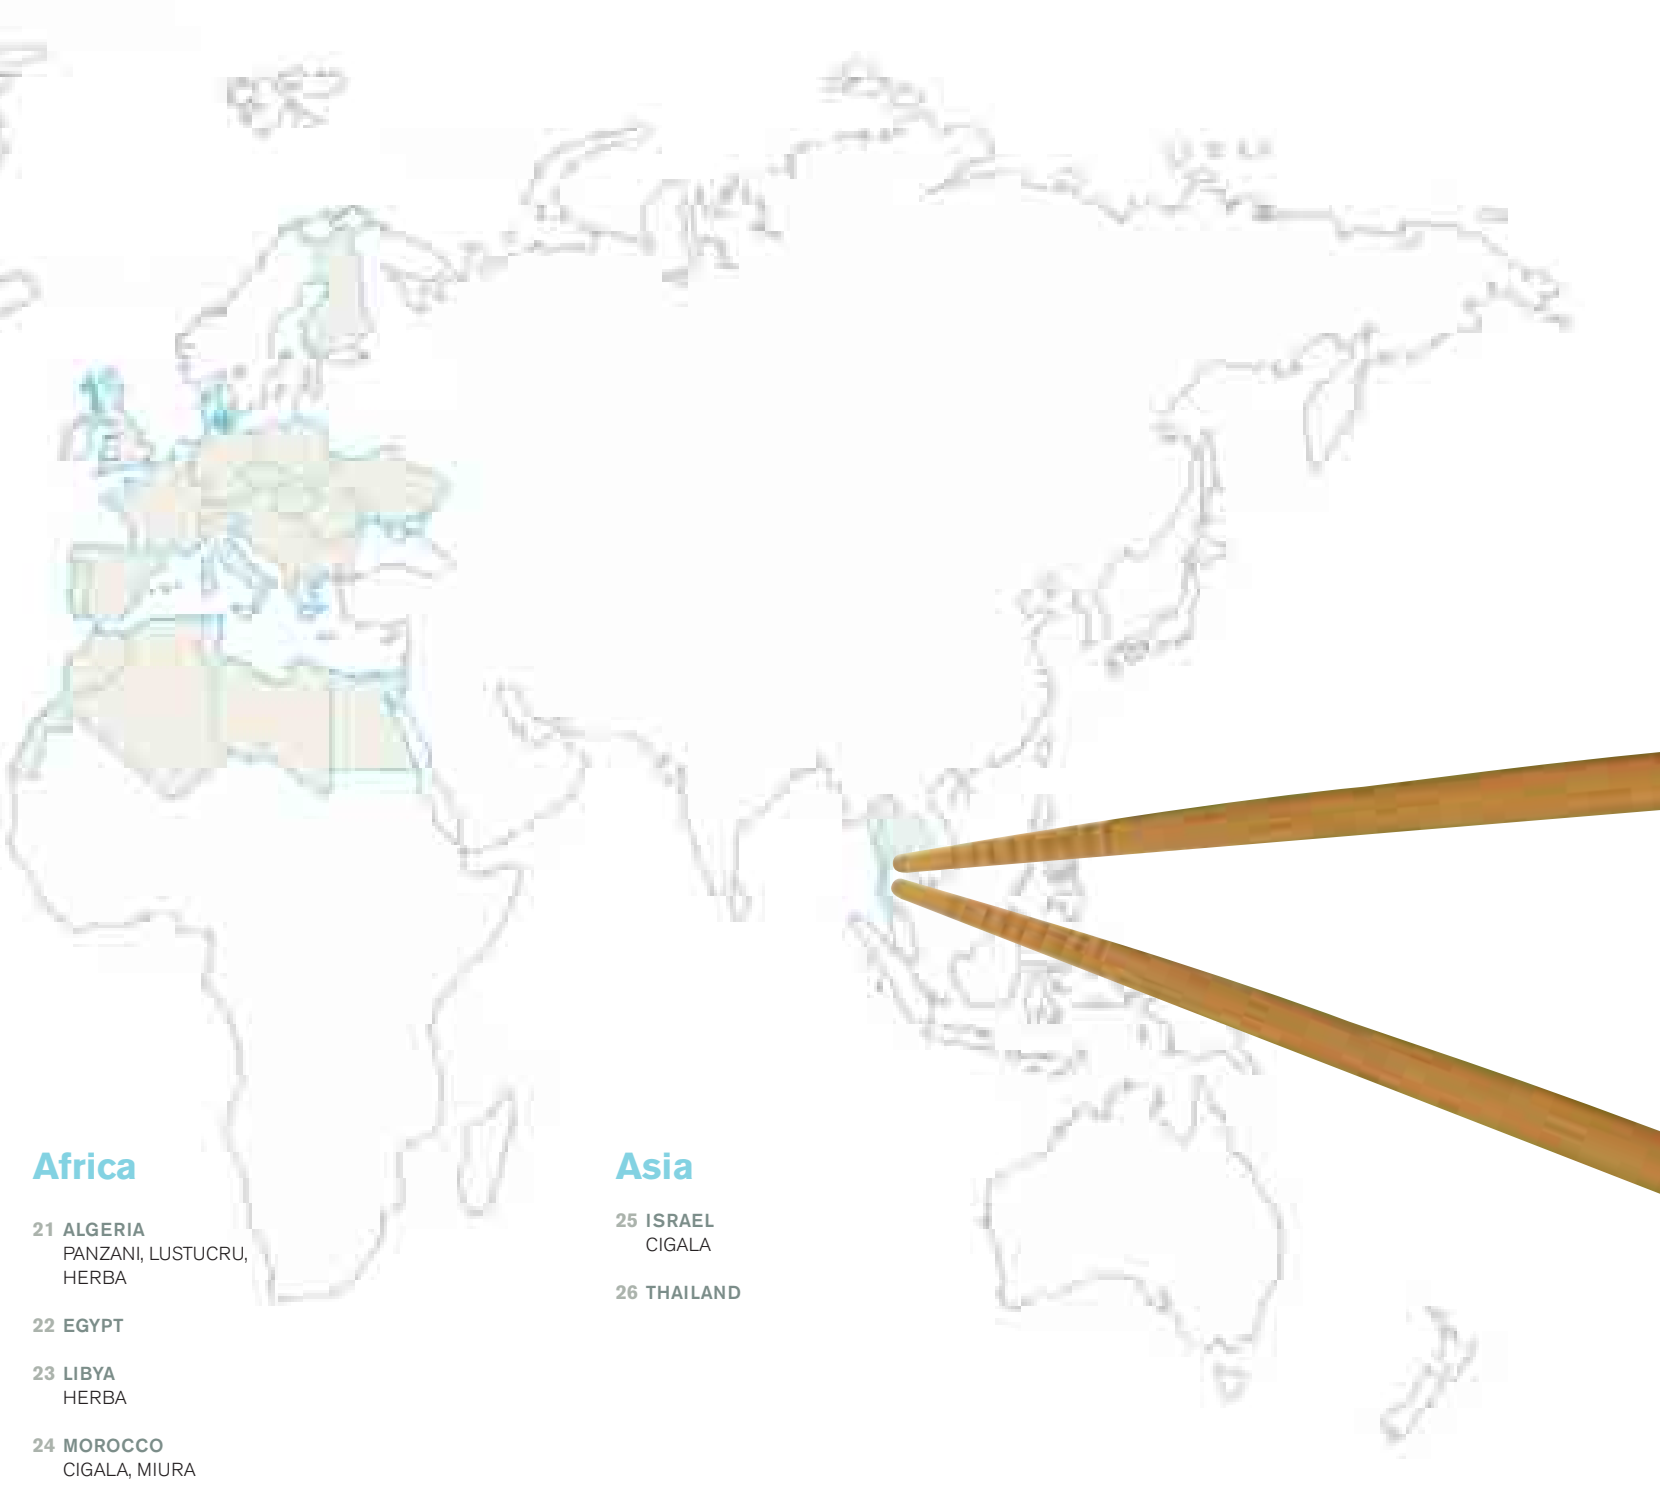 Africa
21 ALGERIA
PANZANI, LUSTUCRU,
HERBA
22 EGYPT
23 LIBYA
HERBA
24 MOROCCO
CIGALA, MIURA
Asia
25 ISRAEL
CIGALA
26 THAILAND